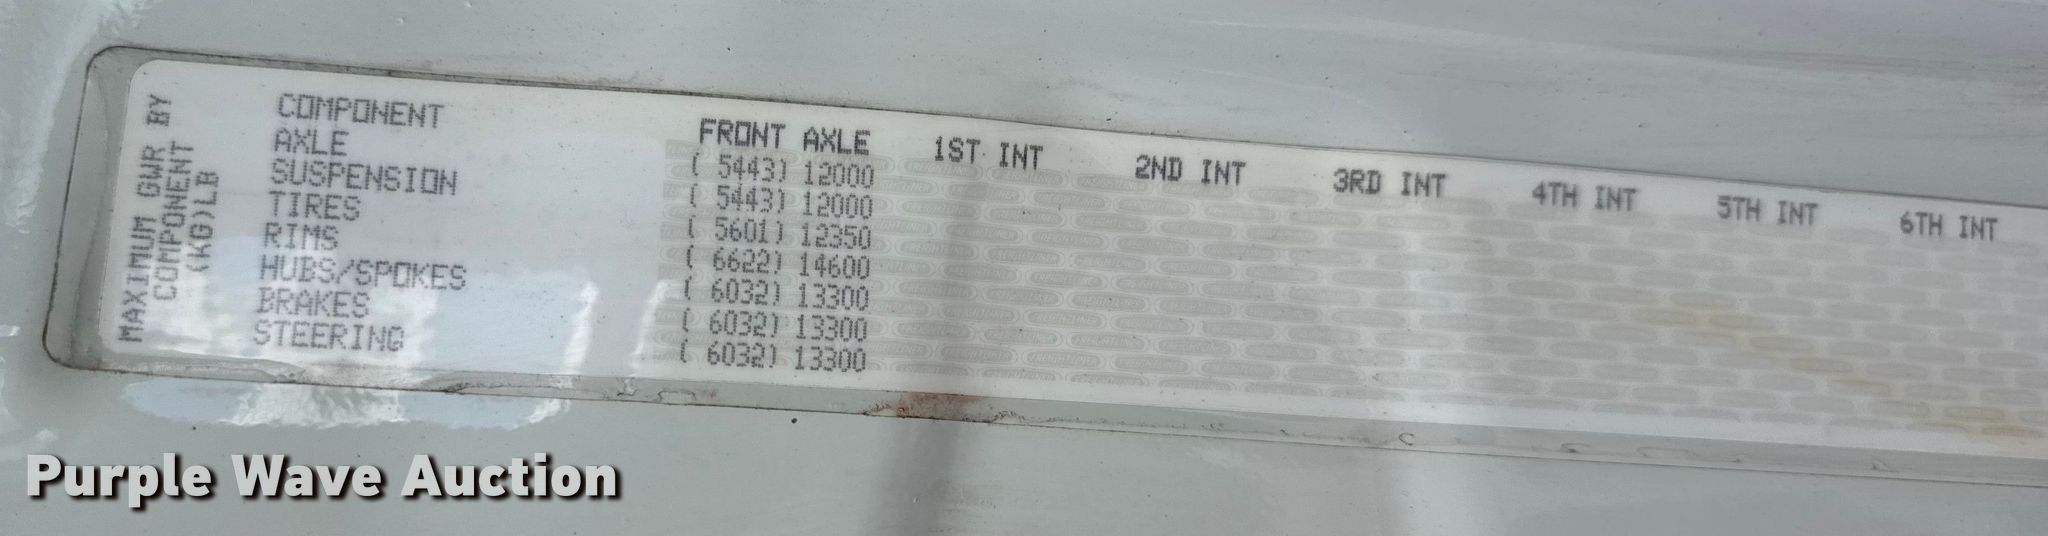 MAXIMUM GWR BY
COMPONENT
(KG)LB
COMPONENT FRONT AXLE 1ST INT 2ND INT 3RD INT 4TH INT 5TH INT 6TH INT
AXLE ( 5443) 12000
SUSPENSION ( 5443) 12000
TIRES ( 5601) 12350
RIMS ( 6622) 14600
HUBS/SPOKES ( 6032) 13300
BRAKES ( 6032) 13300
STEERING ( 6032) 13300
Purple Wave Auction